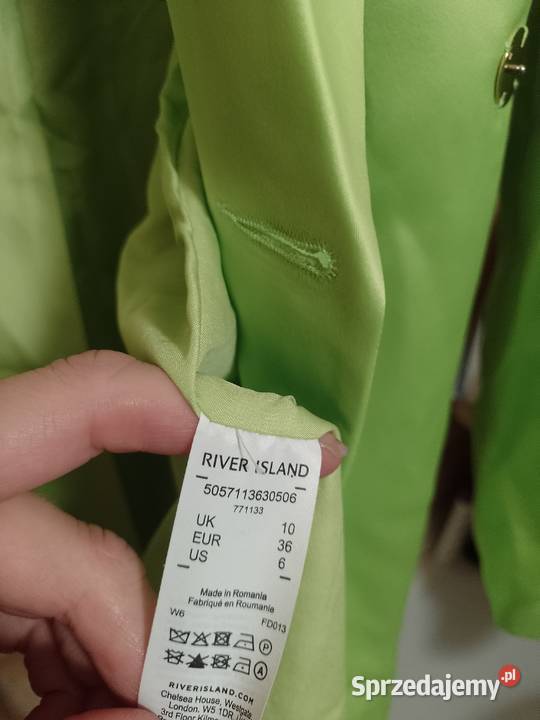 RIVER ISLAND
5057113630506
771133
UK 10
EUR 36
US 6
Made in Romania
Fabriqué en Roumanie
W6 FD013
P
A
RIVERISLAND.COM
Chelsea House, Westgate,
London. W5 1DR
3rd Floor
Sprzedajemy.pl